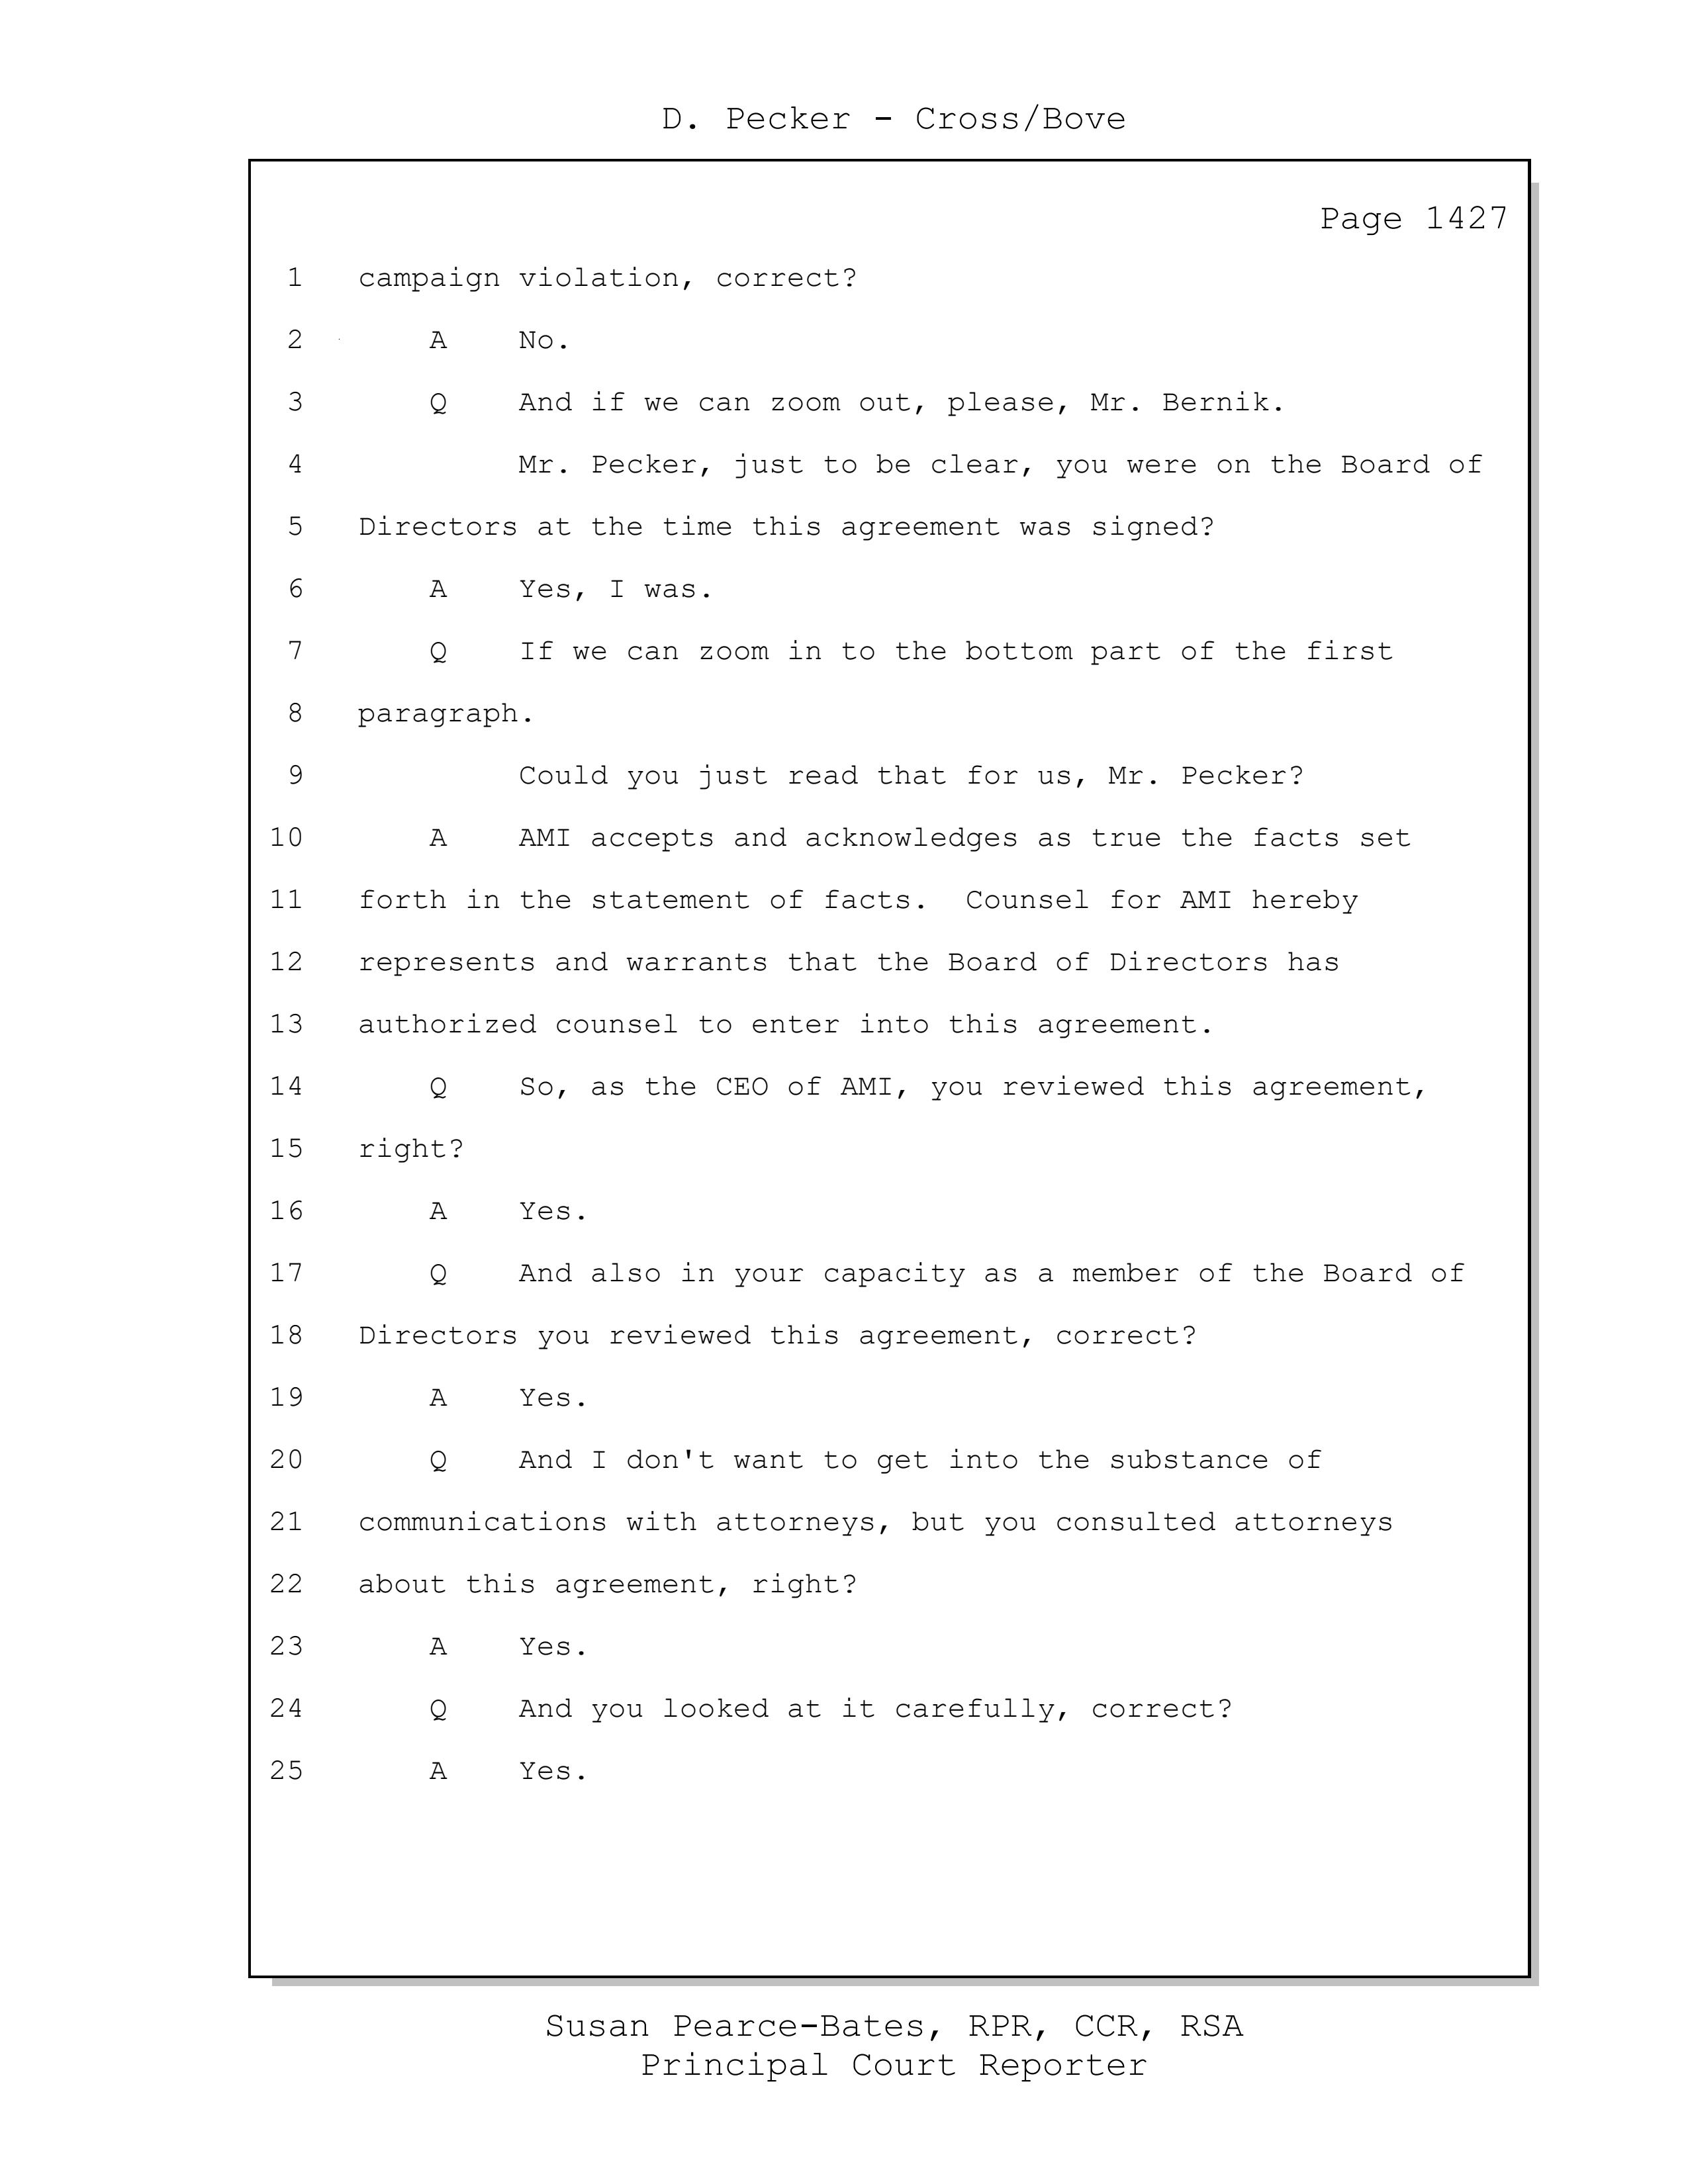 D. Pecker - Cross/Bove
Page 1427
1 campaign violation, correct?
2 A No.
3 Q And if we can zoom out, please, Mr. Bernik.
4 Mr. Pecker, just to be clear, you were on the Board of
5 Directors at the time this agreement was signed?
6 A Yes, I was.
7 Q If we can zoom in to the bottom part of the first
8 paragraph.
9 Could you just read that for us, Mr. Pecker?
10 A AMI accepts and acknowledges as true the facts set
11 forth in the statement of facts. Counsel for AMI hereby
12 represents and warrants that the Board of Directors has
13 authorized counsel to enter into this agreement.
14 Q So, as the CEO of AMI, you reviewed this agreement,
15 right?
16 A Yes.
17 Q And also in your capacity as a member of the Board of
18 Directors you reviewed this agreement, correct?
19 A Yes.
20 Q And I don't want to get into the substance of
21 communications with attorneys, but you consulted attorneys
22 about this agreement, right?
23 A Yes.
24 Q And you looked at it carefully, correct?
25 A Yes.
Susan Pearce-Bates, RPR, CCR, RSA
Principal Court Reporter